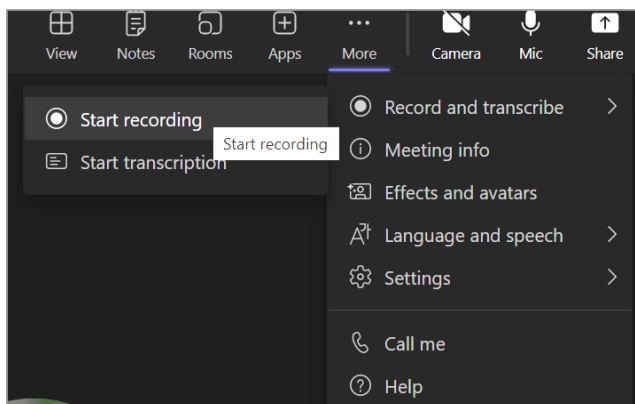 View Notes Rooms Apps More Camera Mic Share
Start recording
Start recording
Start transcription
Record and transcribe
Meeting info
Effects and avatars
Language and speech
Settings
Call me
Help